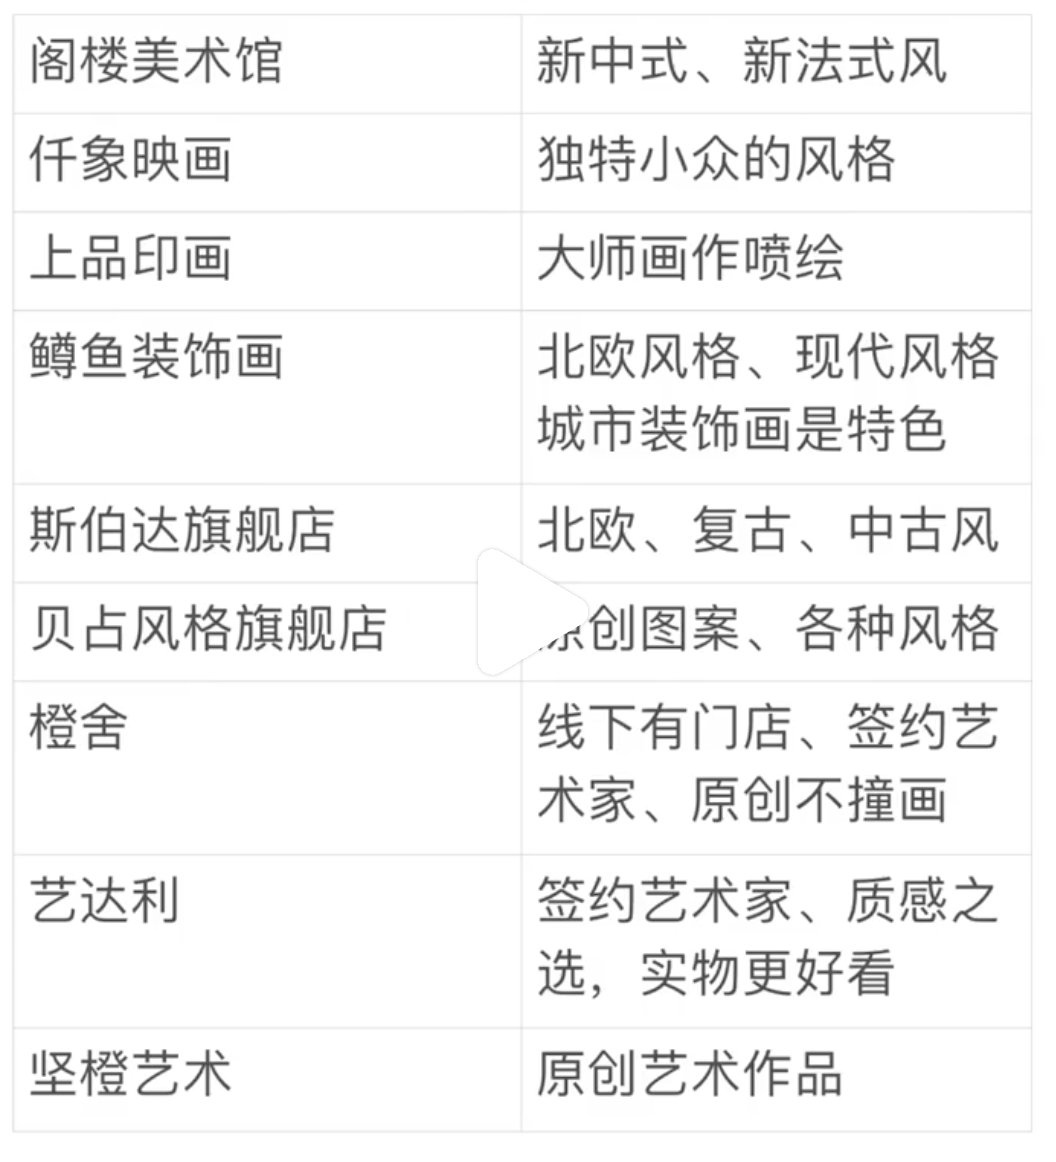 阁楼美术馆
新中式、新法式风
仟象映画
独特小众的风格
上品印画
大师画作喷绘
鳟鱼装饰画
北欧风格、现代风格
城市装饰画是特色
斯伯达旗舰店
北欧、复古、中古风
贝占风格旗舰店
原创图案、各种风格
橙舍
线下有门店、签约艺
术家、原创不撞画
艺达利
签约艺术家、质感之
选，实物更好看
坚橙艺术
原创艺术作品